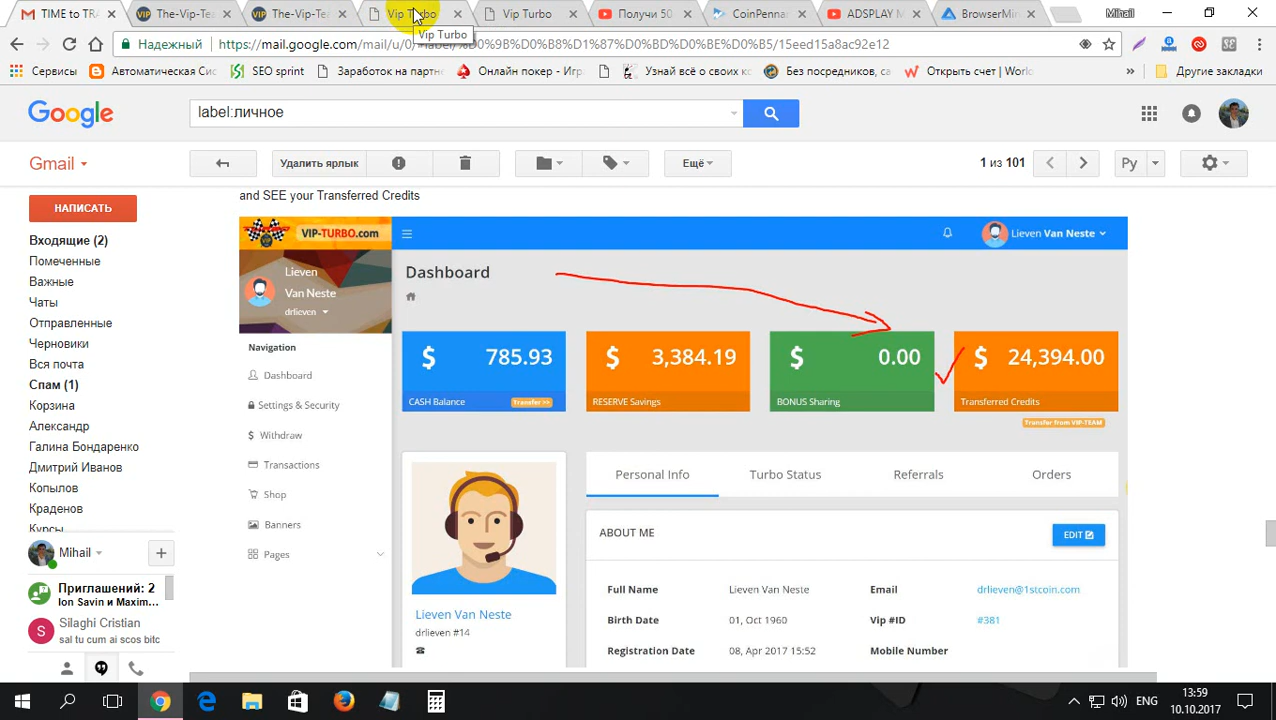 TIME to TRA
The-Vip-Tea
The-Vip-Tea
Vip Turbo
Vip Turbo
Получи 50
CoinPennar
ADSPLAY M
BrowserMin
Mihail
Vip Turbo
Надежный
https://mail.google.com/mail/u/0/#label/%D0%9B%D0%B8%D1%87%D0%BD%D0%BE%D0%B5/15eed15a8ac92e12
Сервисы
Автоматическая Сис
SEO sprint
Заработок на партн
Онлайн покер - Игра
Узнай всё о своих ко
Без посредников, са
Открыть счет | Worl
»
Другие закладки
Google
label:личное
Gmail
Удалить ярлык
Ещё
1 из 101
Ру
НАПИСАТЬ
Входящие (2)
Помеченные
Важные
Чаты
Отправленные
Черновики
Вся почта
Спам (1)
Корзина
Александр
Галина Бондаренко
Дмитрий Иванов
Копылов
Краденов
Курсы
Mihail
Приглашений: 2
Ion Savin и Maxim...
Silaghi Cristian
sal tu cum ai scos bitc
and SEE your Transferred Credits
VIP-TURBO.com
Lieven Van Neste
Lieven
Van Neste
drlieven
Navigation
Dashboard
Settings & Security
Withdraw
Transactions
Shop
Banners
Pages
Dashboard
$ 785.93
CASH Balance
Transfer >>
$ 3,384.19
RESERVE Savings
$ 0.00
BONUS Sharing
$ 24,394.00
Transferred Credits
Transfer from VIP-TEAM
Lieven Van Neste
drlieven #14
Personal Info
Turbo Status
Referrals
Orders
ABOUT ME
EDIT
Full Name
Lieven Van Neste
Email
drlieven@1stcoin.com
Birth Date
01, Oct 1960
Vip #ID
#381
Registration Date
08, Apr 2017 15:52
Mobile Number
ENG
13:59
10.10.2017